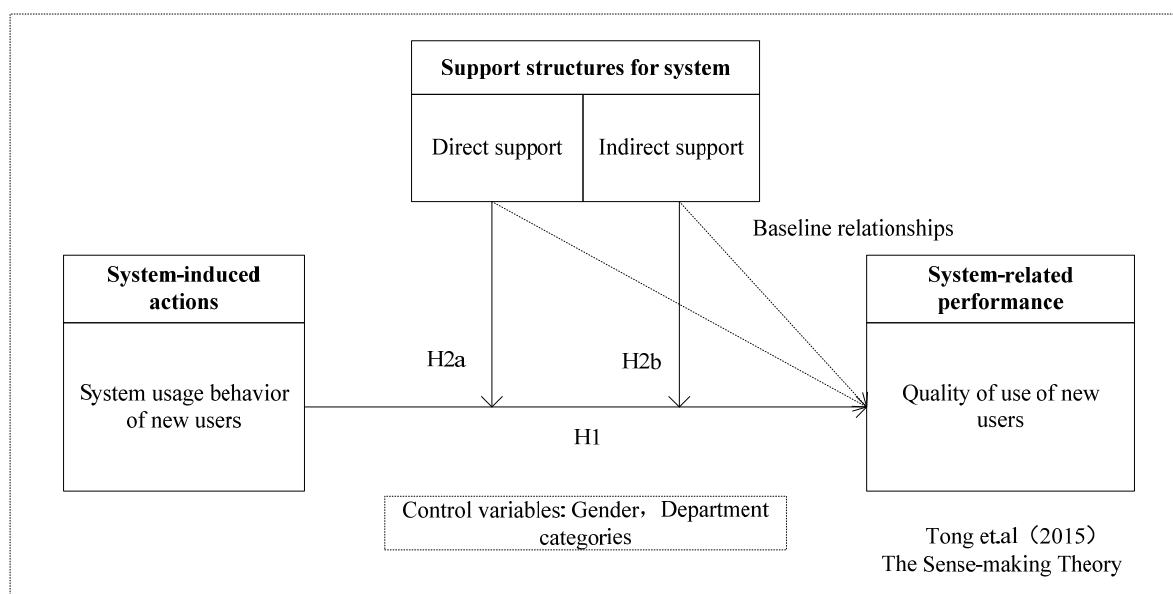 Support structures for system
Direct support
Indirect support
Baseline relationships
System-induced
actions
System-related
performance
System usage behavior
of new users
H2a
H2b
Quality of use of new
users
H1
Control variables: Gender，Department
categories
Tong et.al（2015）
The Sense-making Theory